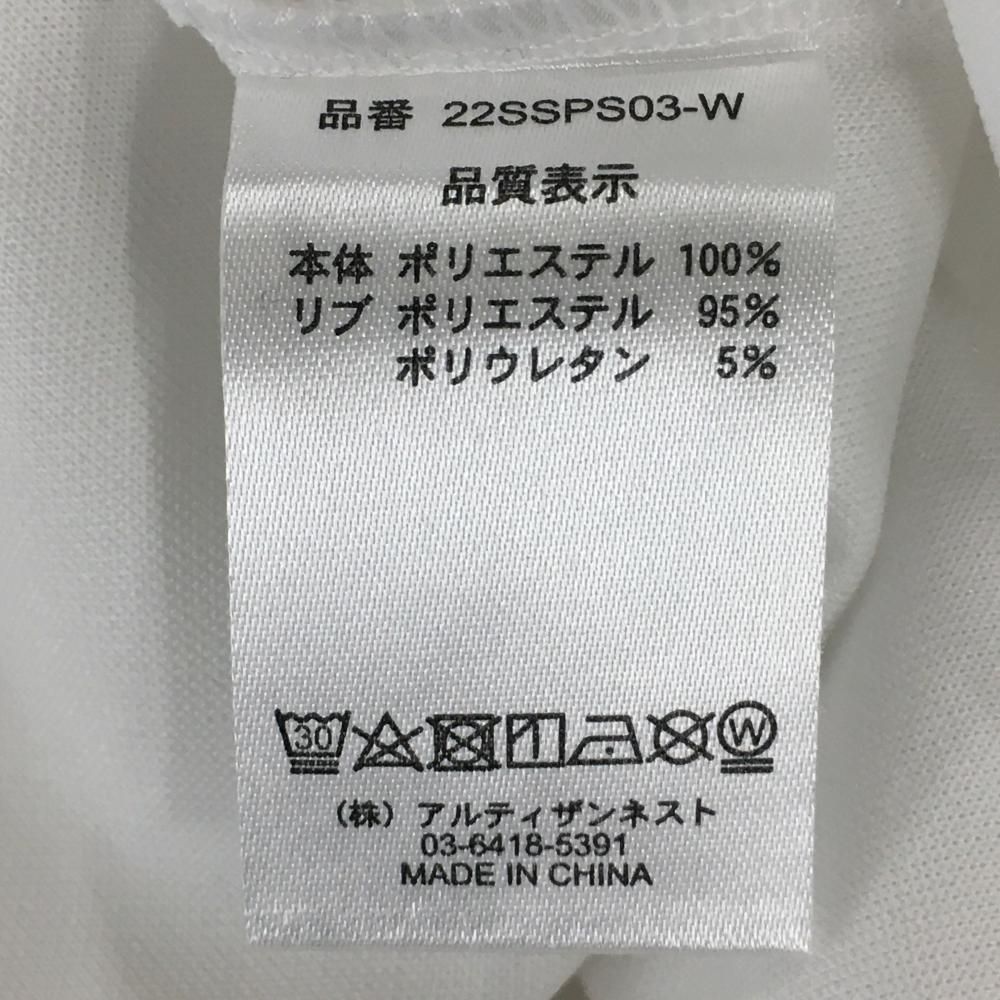 品番 22SSPS03-W
品質表示
本体 ポリエステル 100%
リブ ポリエステル 95%
ポリウレタン 5%
30 W
(株) アルティザンネスト
03-6418-5391
MADE IN CHINA